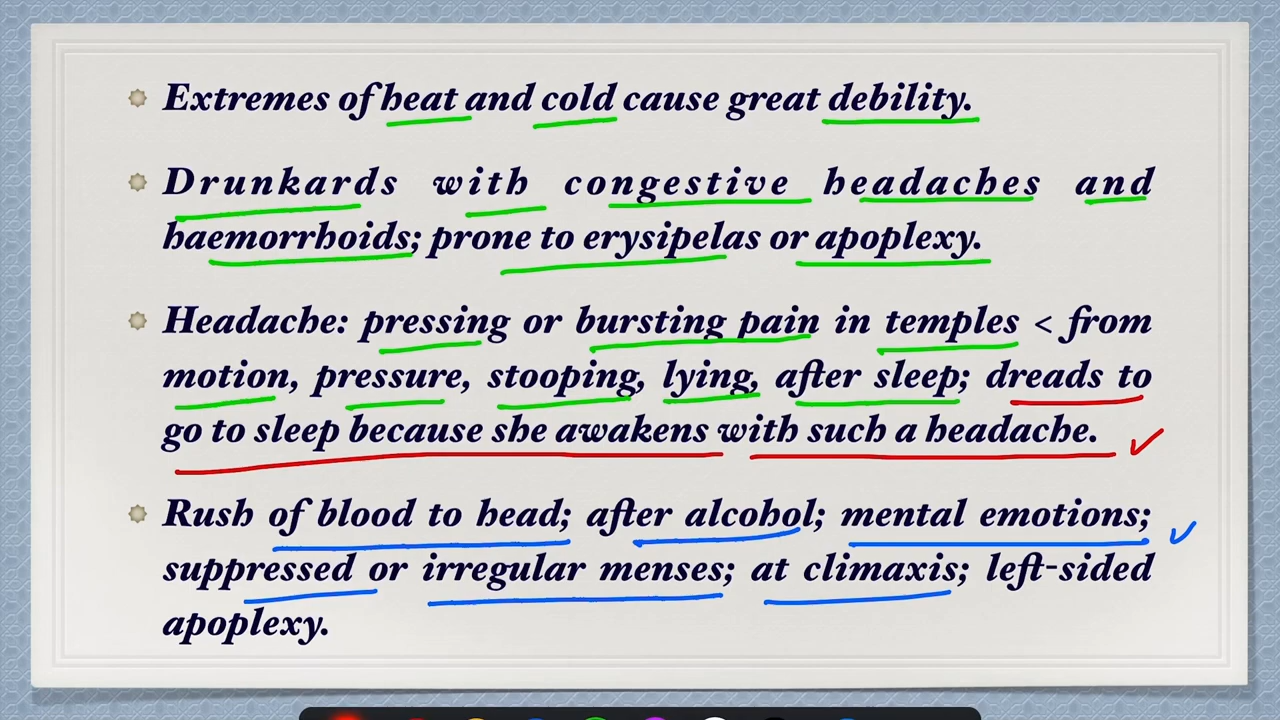 Extremes of heat and cold cause great debility.
Drunkards with congestive headaches and
haemorrhoids; prone to erysipelas or apoplexy.
Headache: pressing or bursting pain in temples < from
motion, pressure, stooping, lying, after sleep; dreads to
go to sleep because she awakens with such a headache.
Rush of blood to head; after alcohol; mental emotions;
suppressed or irregular menses; at climaxis; left-sided
apoplexy.